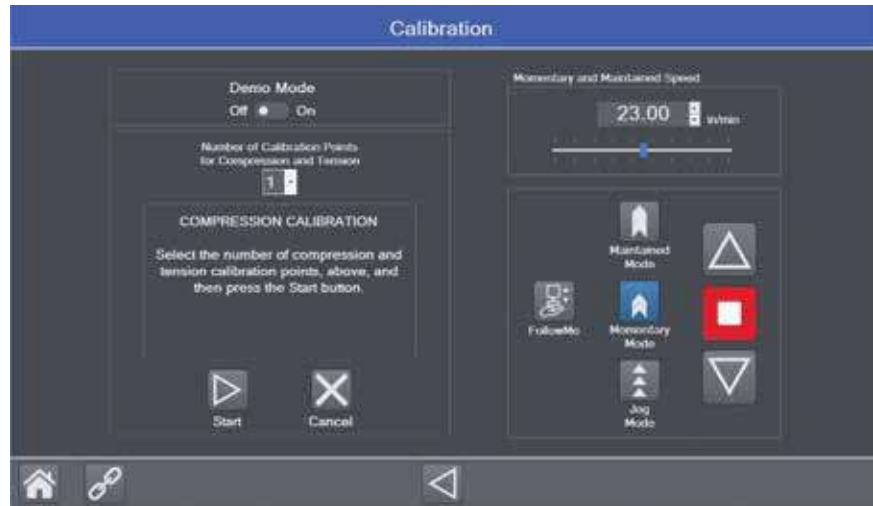 Calibration
Demo Mode
Off On
Number of Calibration Points
for Compression and Tension
1
COMPRESSION CALIBRATION
Select the number of compression and
tension calibration points, above, and
then press the Start button.
Start
Cancel
Momentary and Maintained Speed
23.00 in/min
Maintained
Mode
FollowMe
Momentary
Mode
Jog
Mode